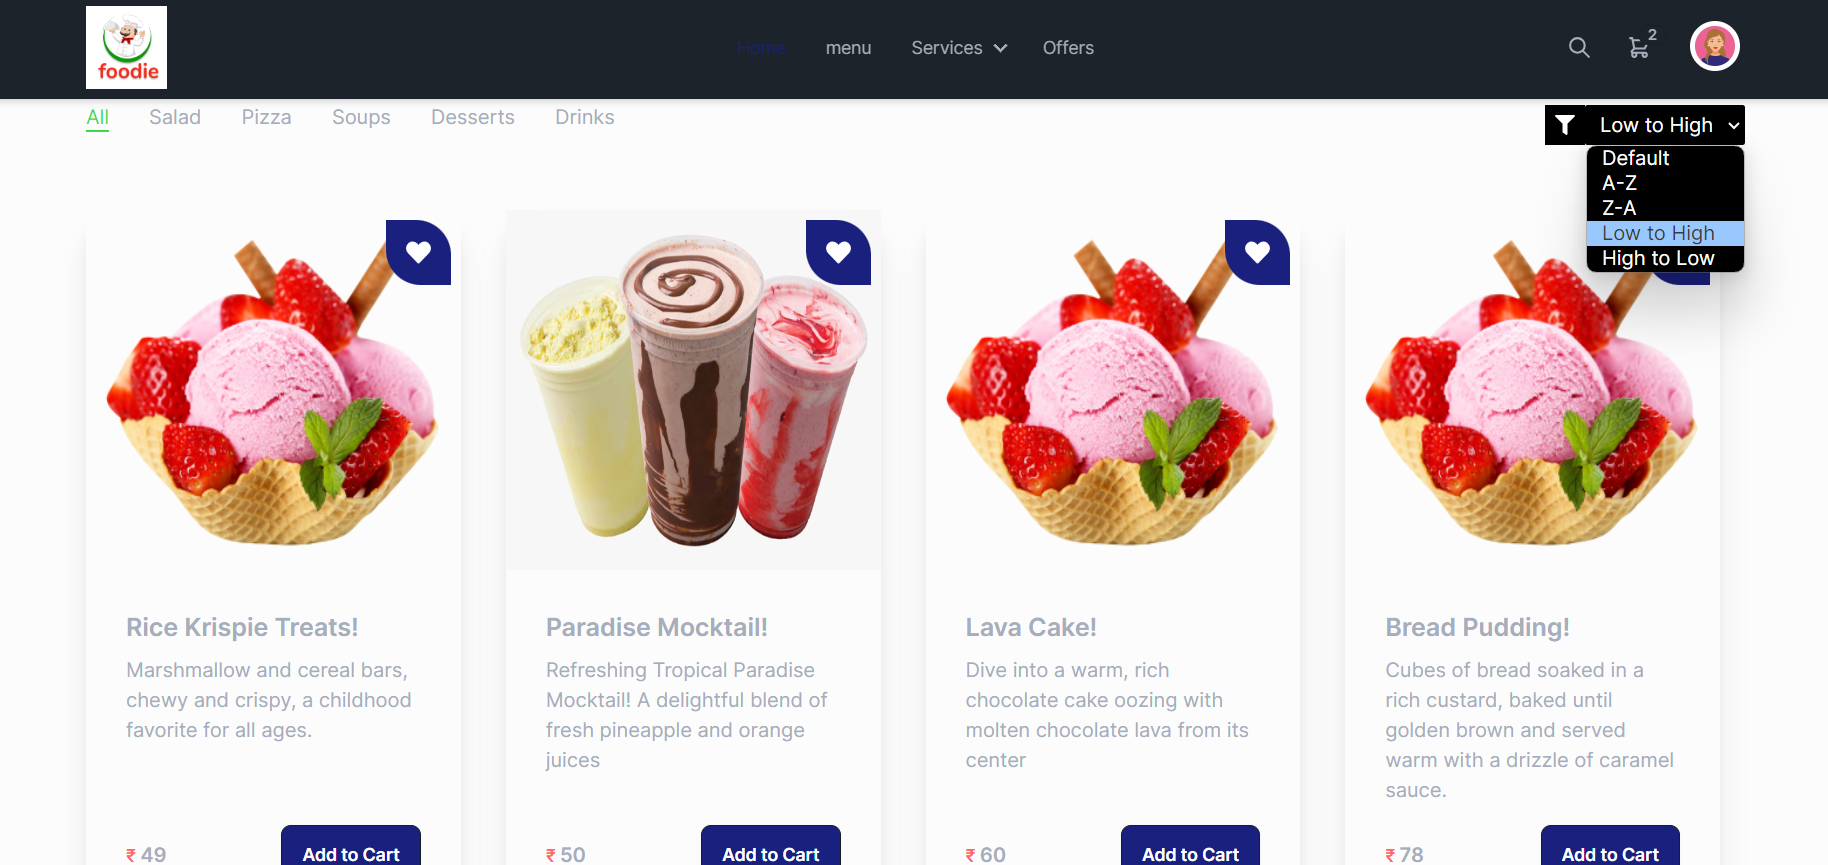 foodie
Home menu Services Offers
2
All Salad Pizza Soups Desserts Drinks
Low to High
Default
A-Z
Z-A
Low to High
High to Low
Rice Krispie Treats!
Marshmallow and cereal bars,
chewy and crispy, a childhood
favorite for all ages.
₹ 49 Add to Cart
Paradise Mocktail!
Refreshing Tropical Paradise
Mocktail! A delightful blend of
fresh pineapple and orange
juices
₹ 50 Add to Cart
Lava Cake!
Dive into a warm, rich
chocolate cake oozing with
molten chocolate lava from its
center
₹ 60 Add to Cart
Bread Pudding!
Cubes of bread soaked in a
rich custard, baked until
golden brown and served
warm with a drizzle of caramel
sauce.
₹ 78 Add to Cart